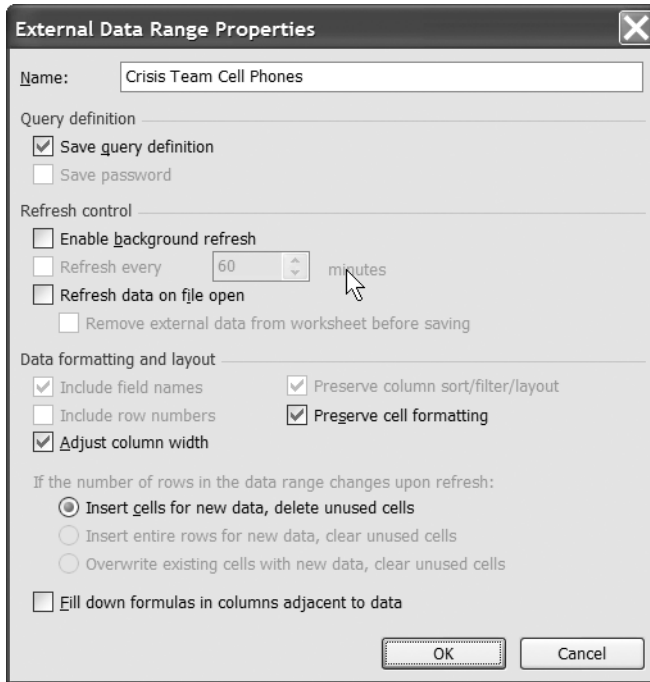 External Data Range Properties
Name: Crisis Team Cell Phones
Query definition
Save query definition
Save password
Refresh control
Enable background refresh
Refresh every 60 minutes
Refresh data on file open
Remove external data from worksheet before saving
Data formatting and layout
Include field names Preserve column sort/filter/layout
Include row numbers Preserve cell formatting
Adjust column width
If the number of rows in the data range changes upon refresh:
Insert cells for new data, delete unused cells
Insert entire rows for new data, clear unused cells
Overwrite existing cells with new data, clear unused cells
Fill down formulas in columns adjacent to data
OK Cancel